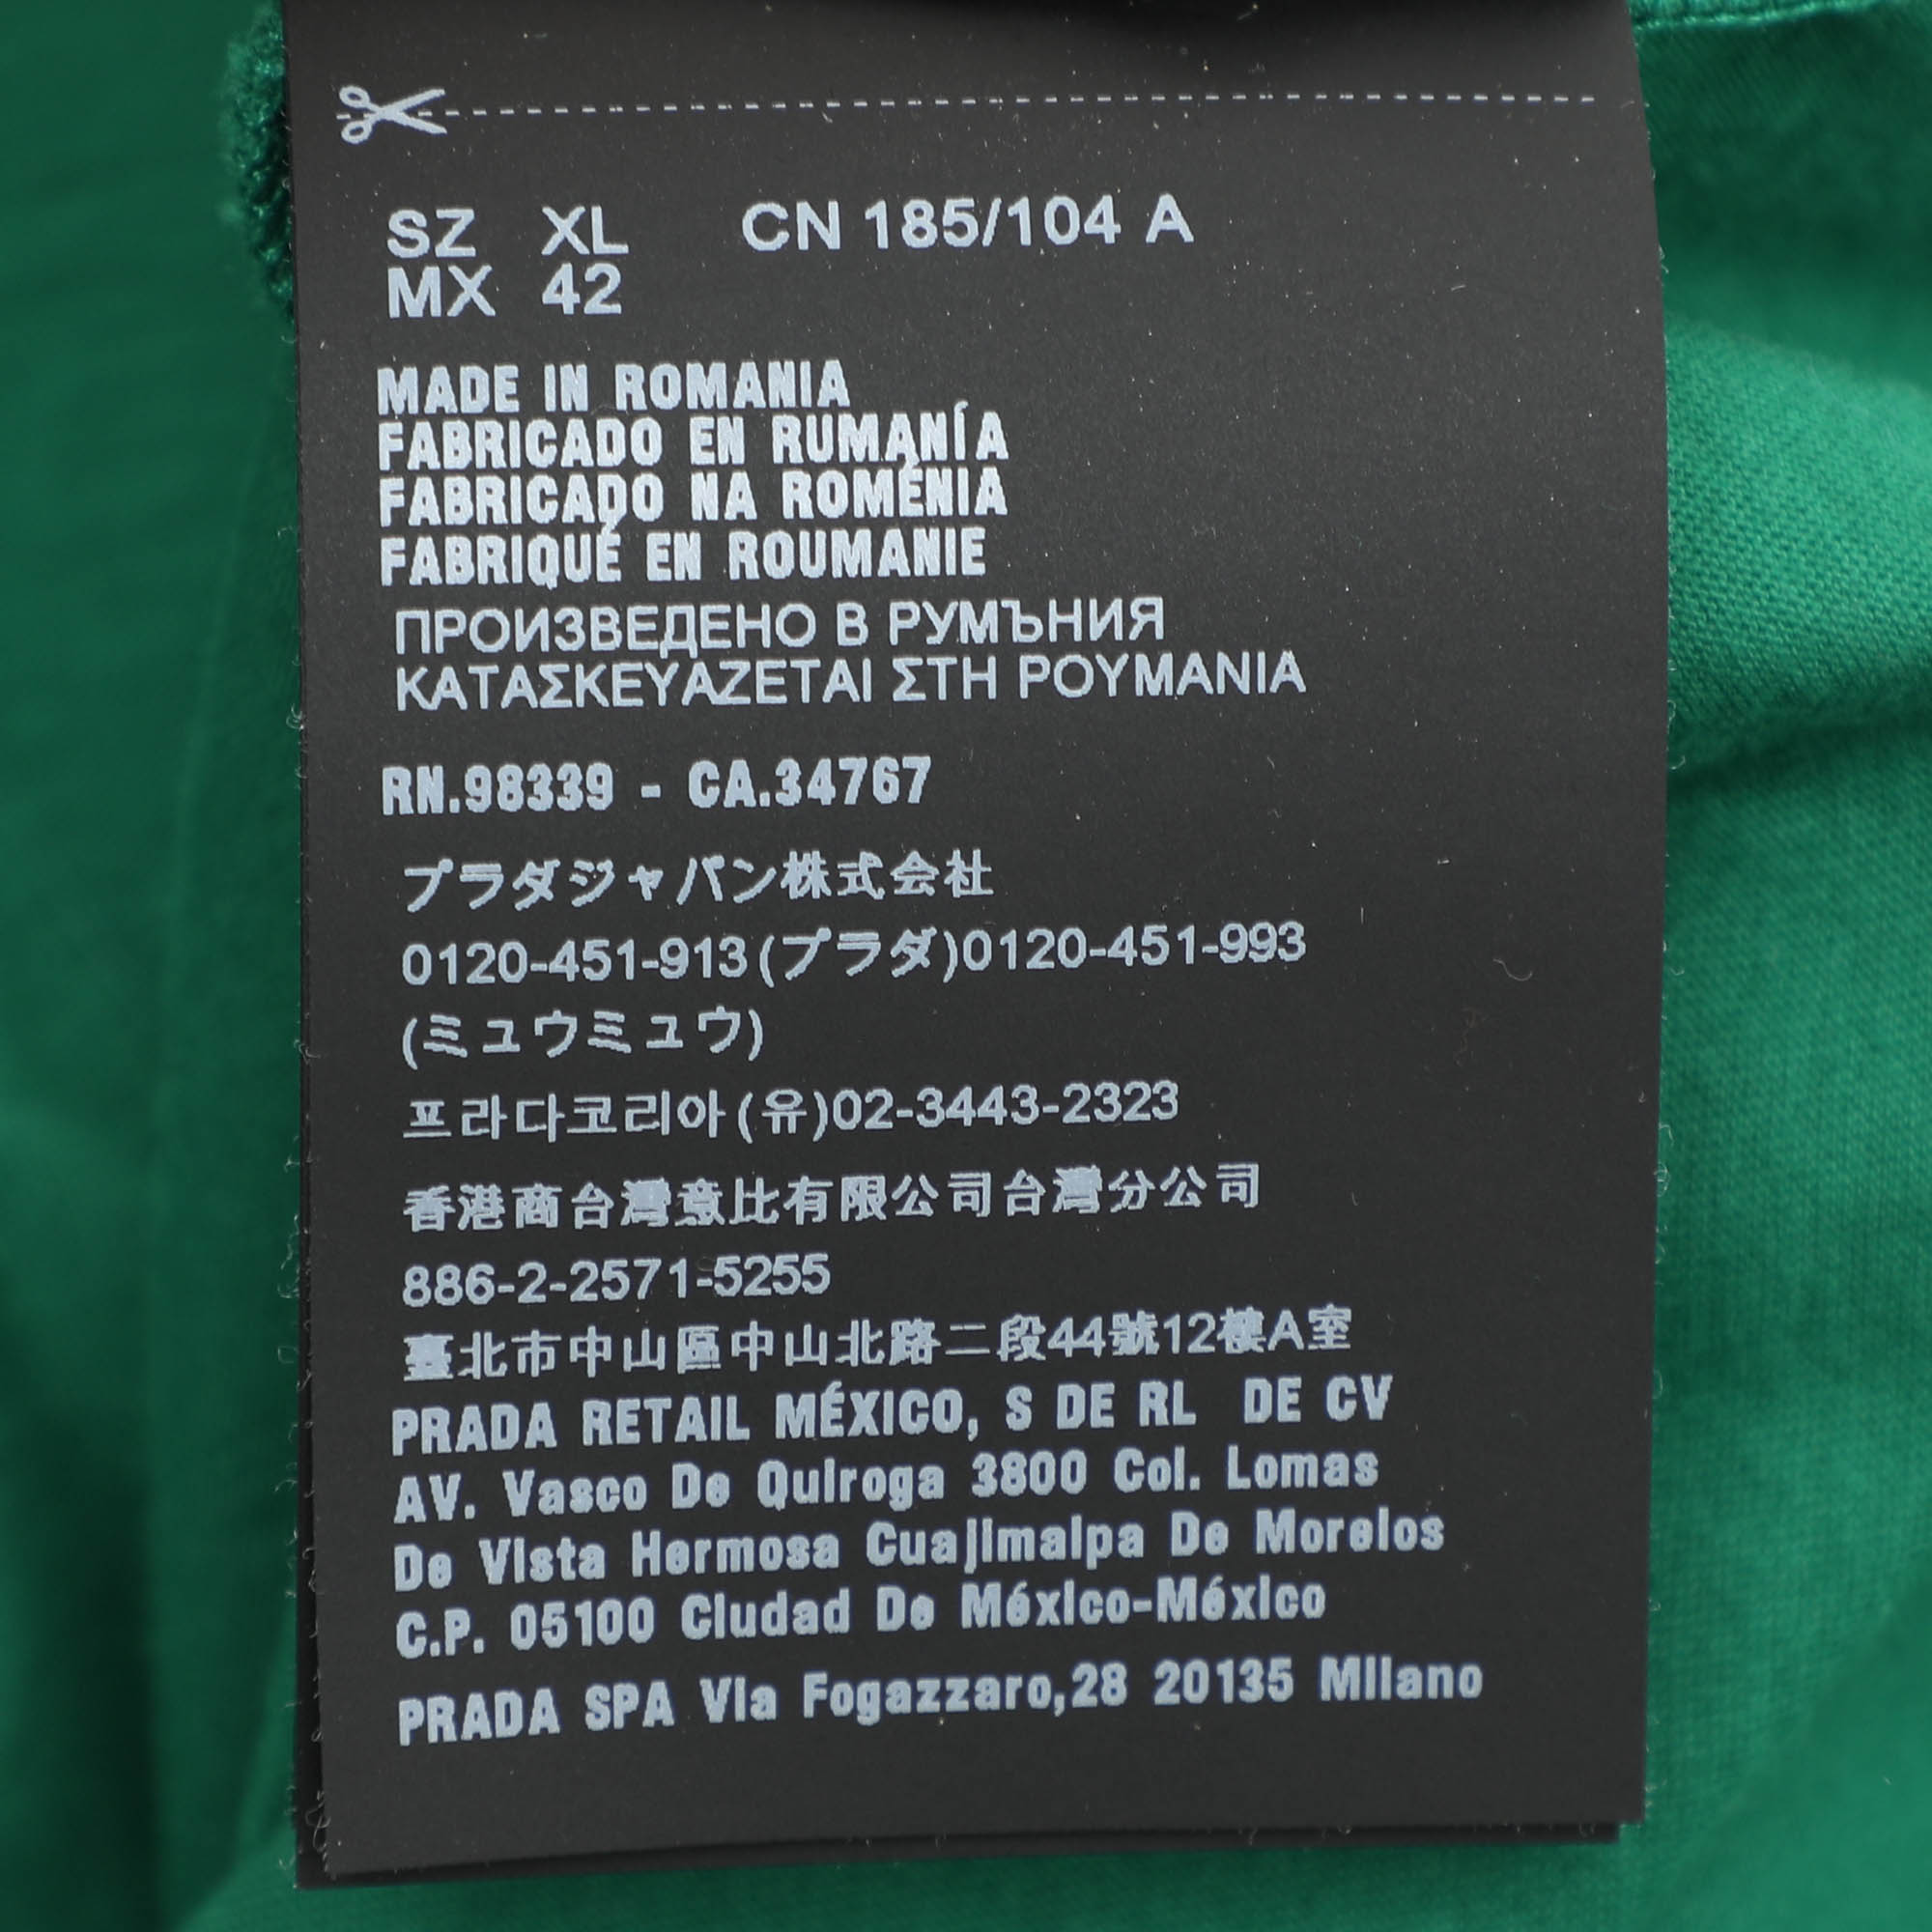 SZ XL CN 185/104 A
MX 42
MADE IN ROMANIA
FABRICADO EN RUMANÍA
FABRICADO NA ROMÉNIA
FABRIQUÉ EN ROUMANIE
ПРОИЗВЕДЕНО В РУМЪНИЯ
ΚΑΤΑΣΚΕΥΑΖΕΤΑΙ ΣΤΗ ΡΟΥΜΑΝΙΑ
RN.98339 - CA.34767
プラダジャパン株式会社
0120-451-913(プラダ)0120-451-993
(ミュウミュウ)
프라다코리아(유)02-3443-2323
香港商台灣意比有限公司台灣分公司
886-2-2571-5255
臺北市中山區中山北路二段44號12樓A室
PRADA RETAIL MÉXICO, S DE RL DE CV
AV. Vasco De Quiroga 3800 Col. Lomas
De Vista Hermosa Cuajimalpa De Morelos
C.P. 05100 Ciudad De México-México
PRADA SPA Via Fogazzaro,28 20135 Milano